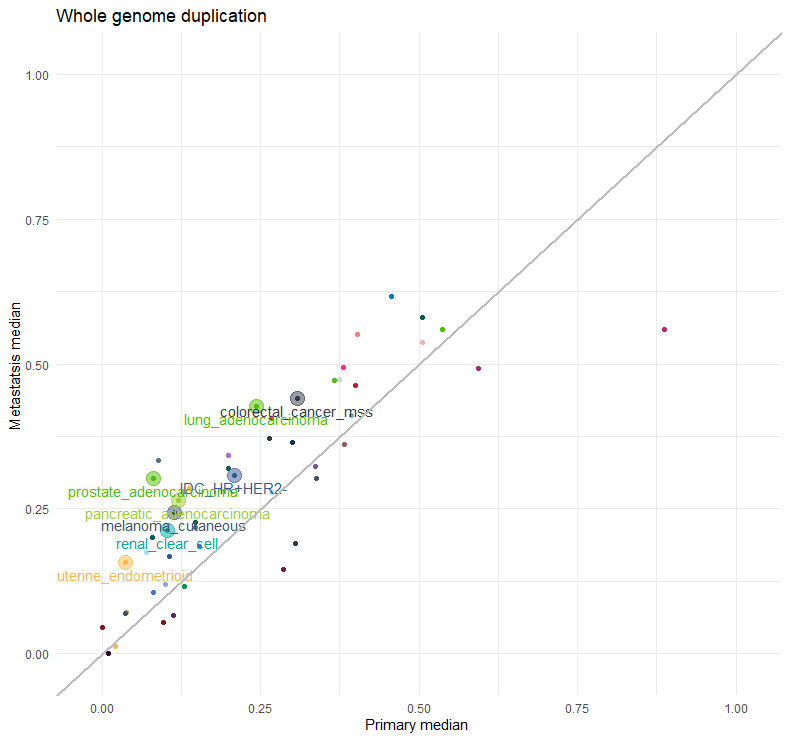 Whole genome duplication
1.00
0.75
0.50
0.25
0.00
Metastatsis median
colorectal_cancer_mss
lung_adenocarcinoma
prostate_adenocarcinoma
IDC_HR+HER2-
pancreatic_adenocarcinoma
melanoma_cutaneous
renal_clear_cell
uterine_endometrioid
0.00 0.25 0.50 0.75 1.00
Primary median